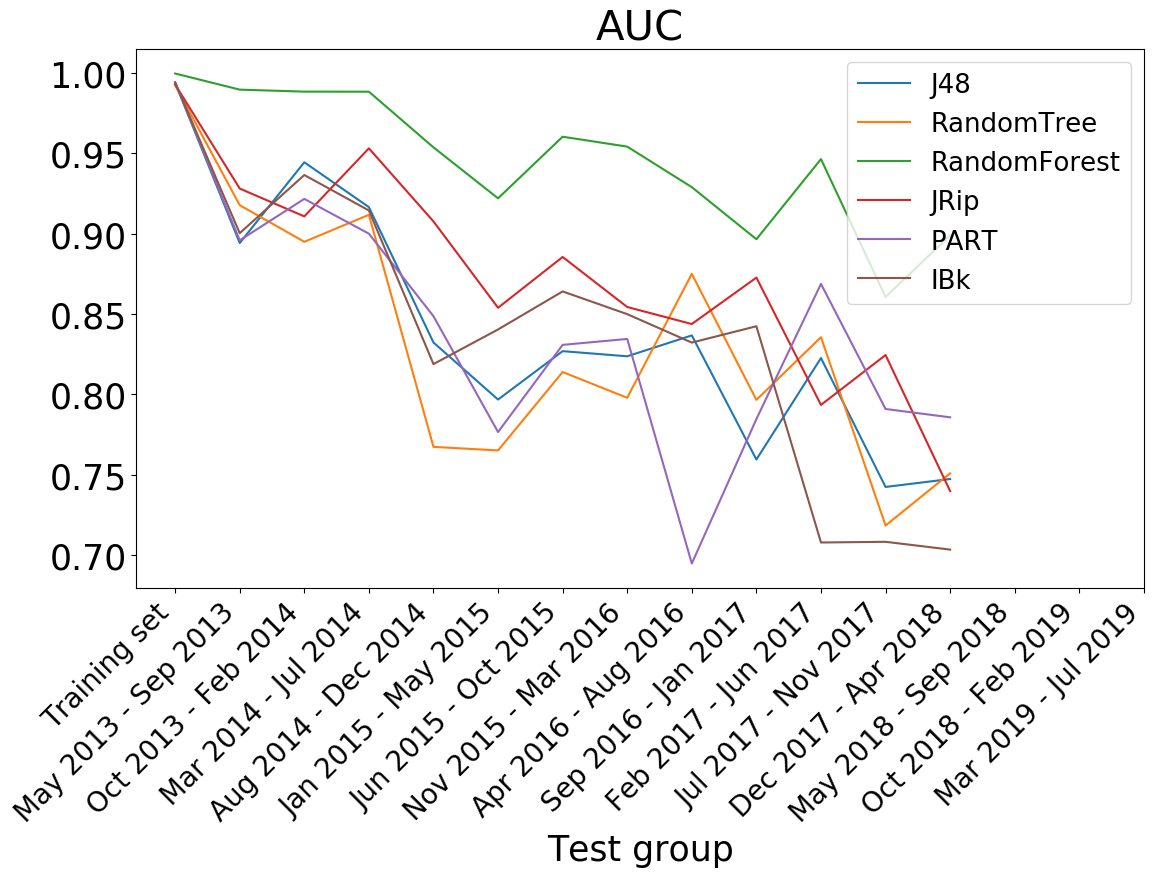 AUC
1.00
0.95
0.90
0.85
0.80
0.75
0.70
J48
RandomTree
RandomForest
JRip
PART
IBk
Training set
May 2013 - Sep 2013
Oct 2013 - Feb 2014
Mar 2014 - Jul 2014
Aug 2014 - Dec 2014
Jan 2015 - May 2015
Jun 2015 - Oct 2015
Nov 2015 - Mar 2016
Apr 2016 - Aug 2016
Sep 2016 - Jan 2017
Feb 2017 - Jun 2017
Jul 2017 - Nov 2017
Dec 2017 - Apr 2018
May 2018 - Sep 2018
Oct 2018 - Feb 2019
Mar 2019 - Jul 2019
Test group